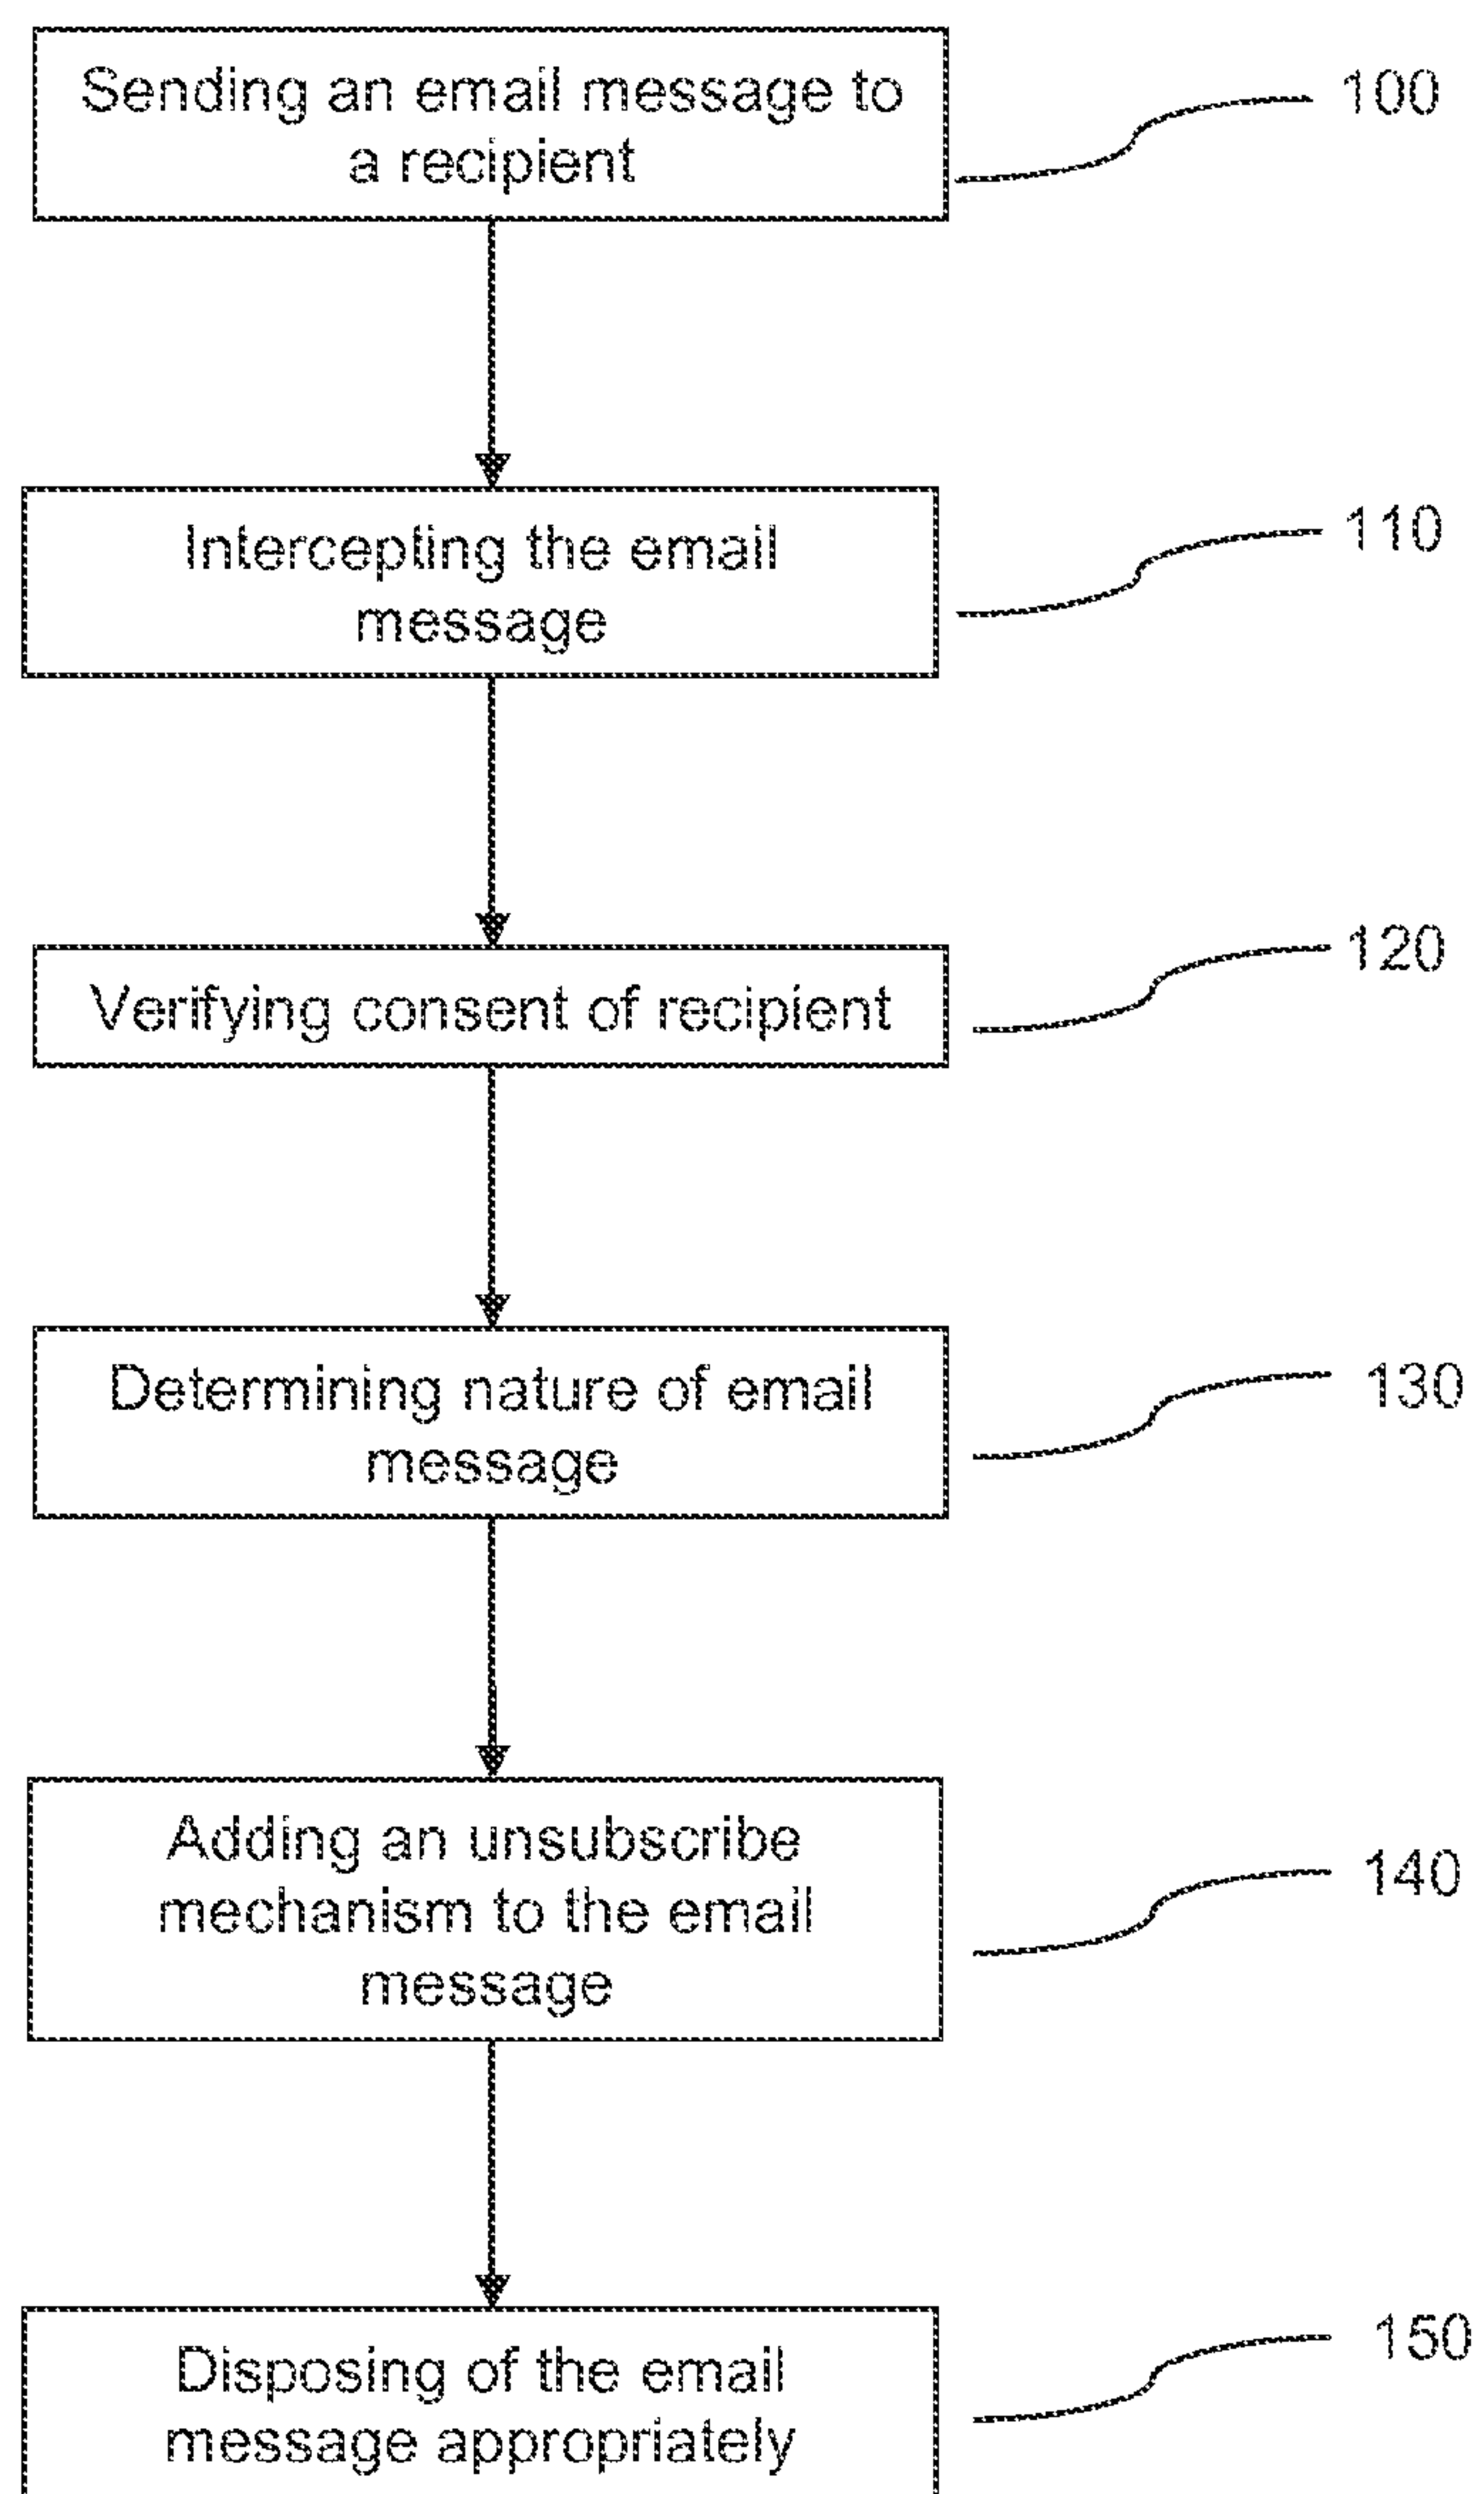 Sending an email message to
a recipient
100
Intercepting the email
message
110
Verifying consent of recipient
120
Determining nature of email
message
130
Adding an unsubscribe
mechanism to the email
message
140
Disposing of the email
message appropriately
150